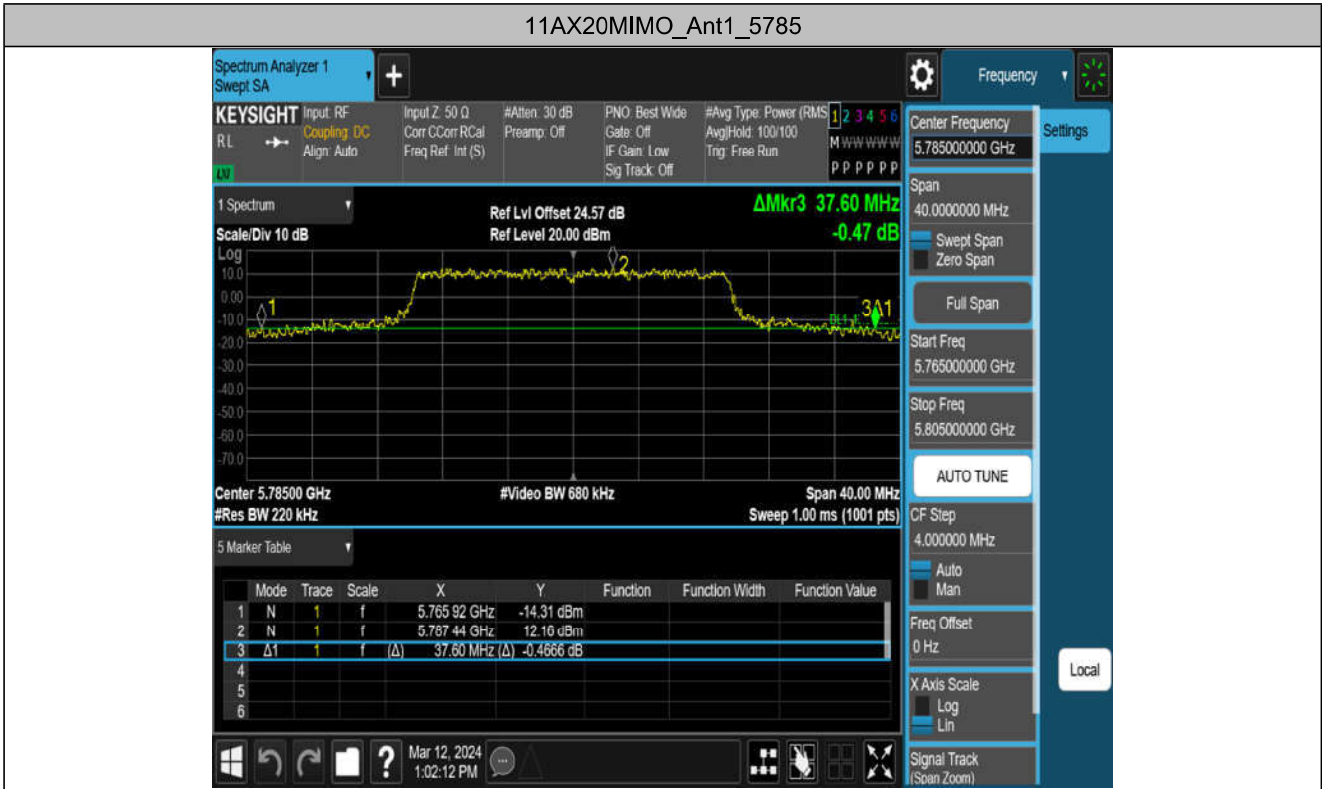 11AX20MIMO_Ant1_5785
Spectrum Analyzer 1
Swept SA
+
Frequency
KEYSIGHT
RL
LXI
Input: RF
Coupling: DC
Align: Auto
Input Z: 50 Ω
Corr CCorr RCal
Freq Ref: Int (S)
#Atten: 30 dB
Preamp: Off
PNO: Best Wide
Gate: Off
IF Gain: Low
Sig Track: Off
#Avg Type: Power (RMS
Avg|Hold: 100/100
Trig: Free Run
1 2 3 4 5 6
M W W W W W
P P P P P P
1 Spectrum
Scale/Div 10 dB
Ref Lvl Offset 24.57 dB
Ref Level 20.00 dBm
ΔMkr3 37.60 MHz
-0.47 dB
Log
10.0
0.00
-10.0
-20.0
-30.0
-40.0
-50.0
-60.0
-70.0
1
2
3Δ1
Center 5.78500 GHz
#Res BW 220 kHz
#Video BW 680 kHz
Span 40.00 MHz
Sweep 1.00 ms (1001 pts)
5 Marker Table
Mode Trace Scale X Y Function Function Width Function Value
1 N 1 f 5.765 92 GHz -14.31 dBm
2 N 1 f 5.787 44 GHz 12.16 dBm
3 Δ1 1 f (Δ) 37.60 MHz (Δ) -0.4666 dB
4
5
6
Mar 12, 2024
1:02:12 PM
Center Frequency
5.785000000 GHz
Settings
Span
40.0000000 MHz
Swept Span
Zero Span
Full Span
Start Freq
5.765000000 GHz
Stop Freq
5.805000000 GHz
AUTO TUNE
CF Step
4.000000 MHz
Auto
Man
Freq Offset
0 Hz
Local
X Axis Scale
Log
Lin
Signal Track
(Span Zoom)